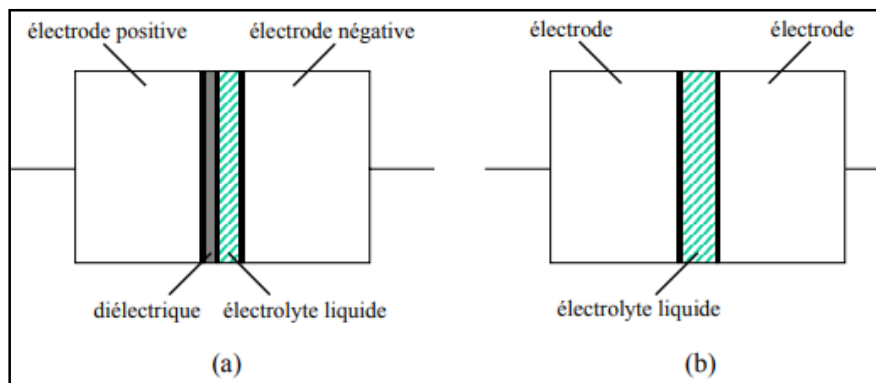 électrode positive
électrode négative
diélectrique
électrolyte liquide
(a)
électrode
électrode
électrolyte liquide
(b)